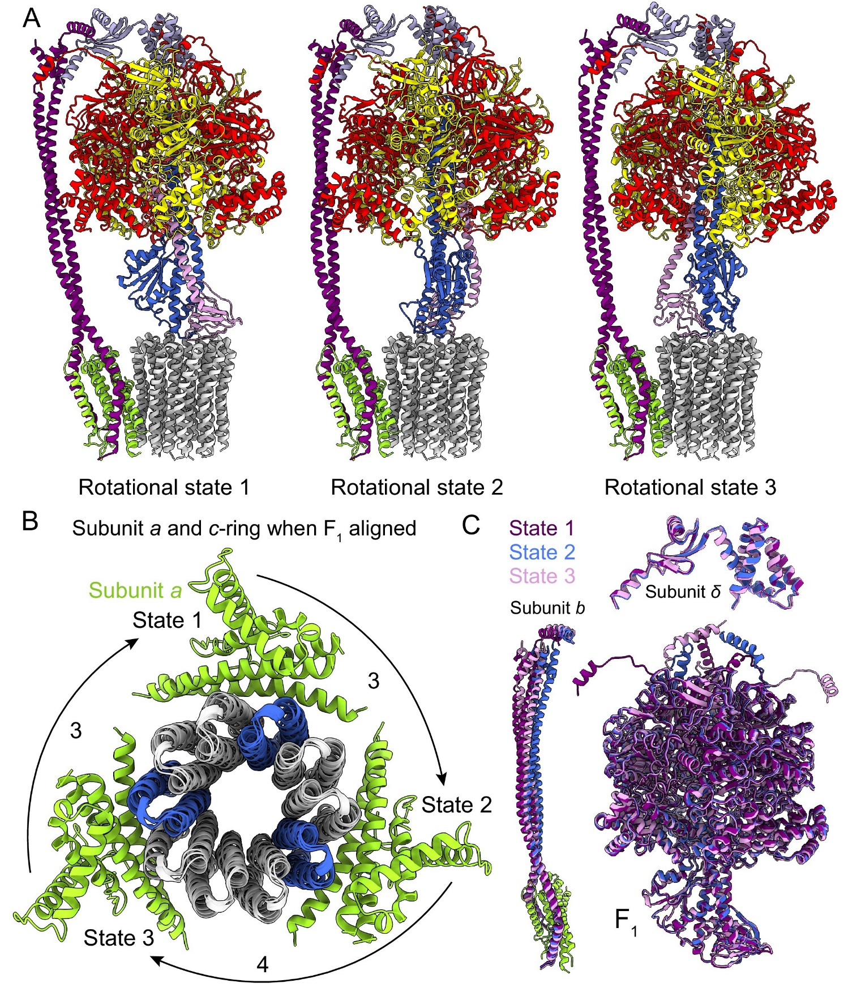 A
Rotational state 1
Rotational state 2
Rotational state 3
B
Subunit a and c-ring when F1 aligned
Subunit a
State 1
3
3
State 2
State 3
4
C
State 1
State 2
State 3
Subunit δ
Subunit b
F1